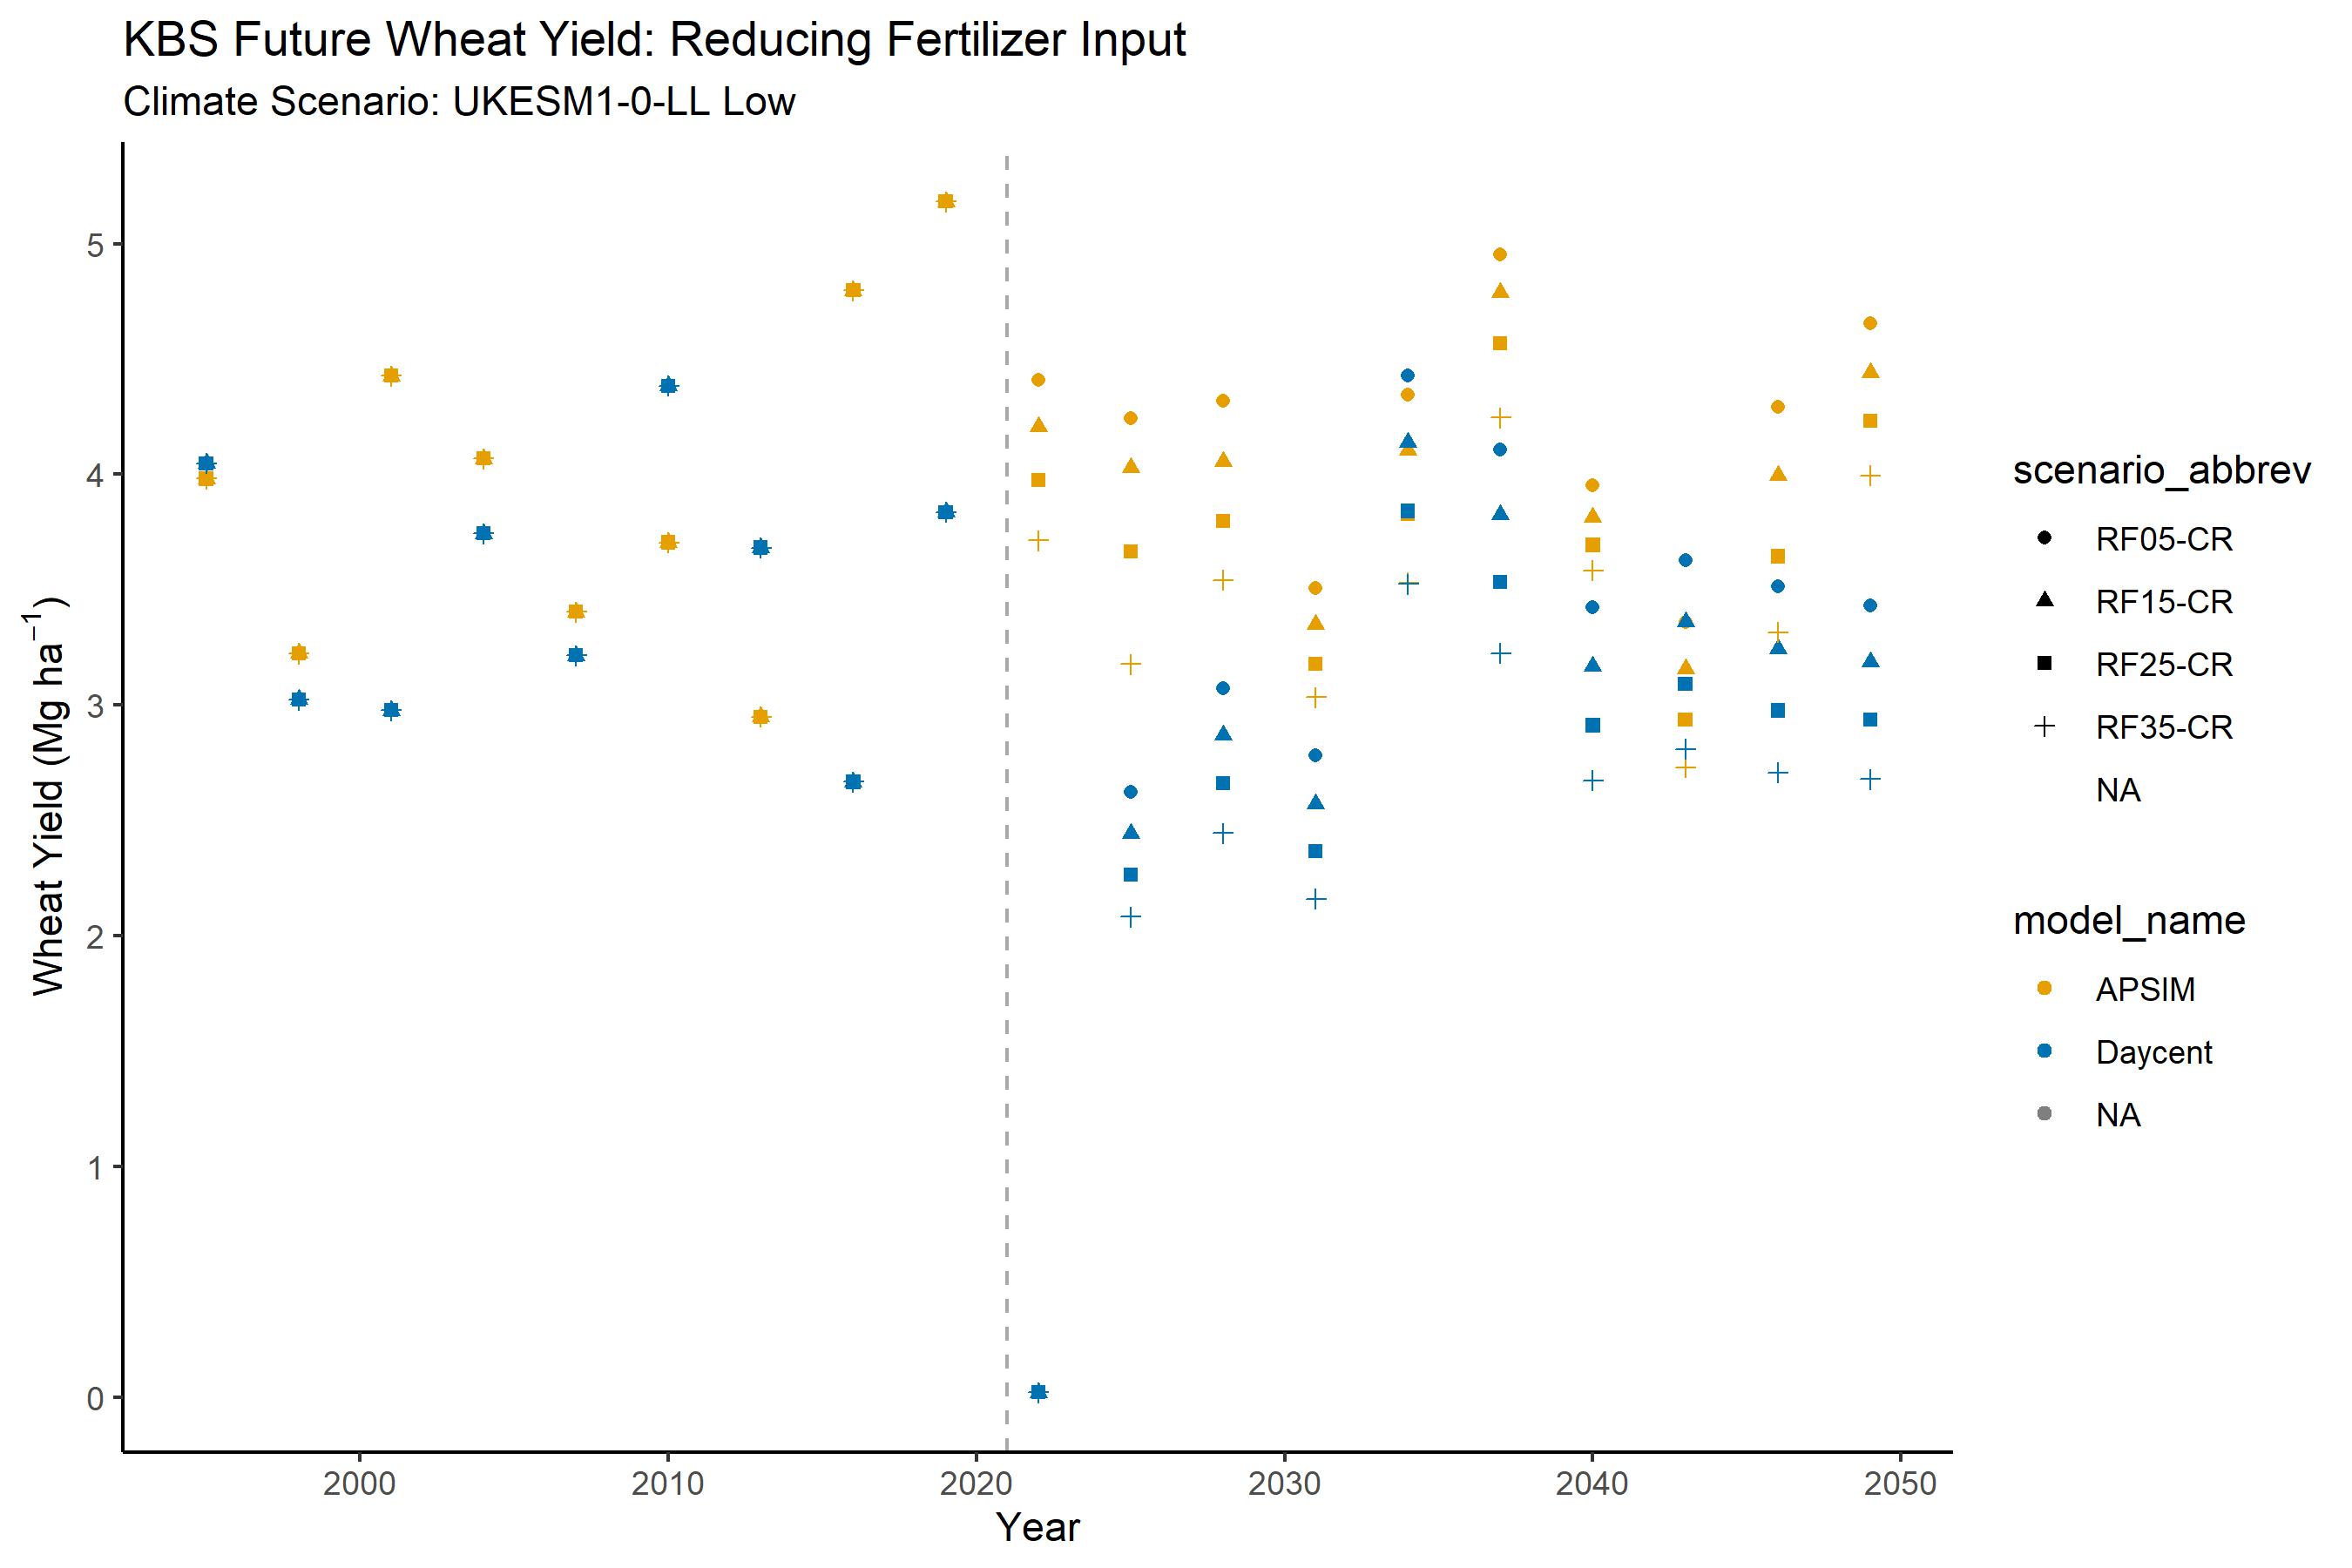 KBS Future Wheat Yield: Reducing Fertilizer Input
Climate Scenario: UKESM1-0-LL Low
Wheat Yield (Mg ha⁻¹)
5
4
3
2
1
0
2000 2010 2020 2030 2040 2050
Year
scenario_abbrev
RF05-CR
RF15-CR
RF25-CR
RF35-CR
NA
model_name
APSIM
Daycent
NA